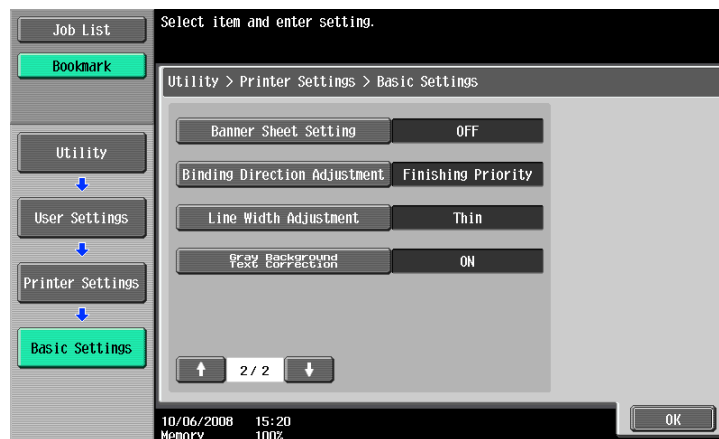 Job List
Select item and enter setting.
Bookmark
Utility > Printer Settings > Basic Settings
Banner Sheet Setting OFF
Utility
Binding Direction Adjustment Finishing Priority
User Settings
Line Width Adjustment Thin
Gray Background
Text Correction ON
Printer Settings
Basic Settings
2/2
10/06/2008 15:20
Memory 100%
OK